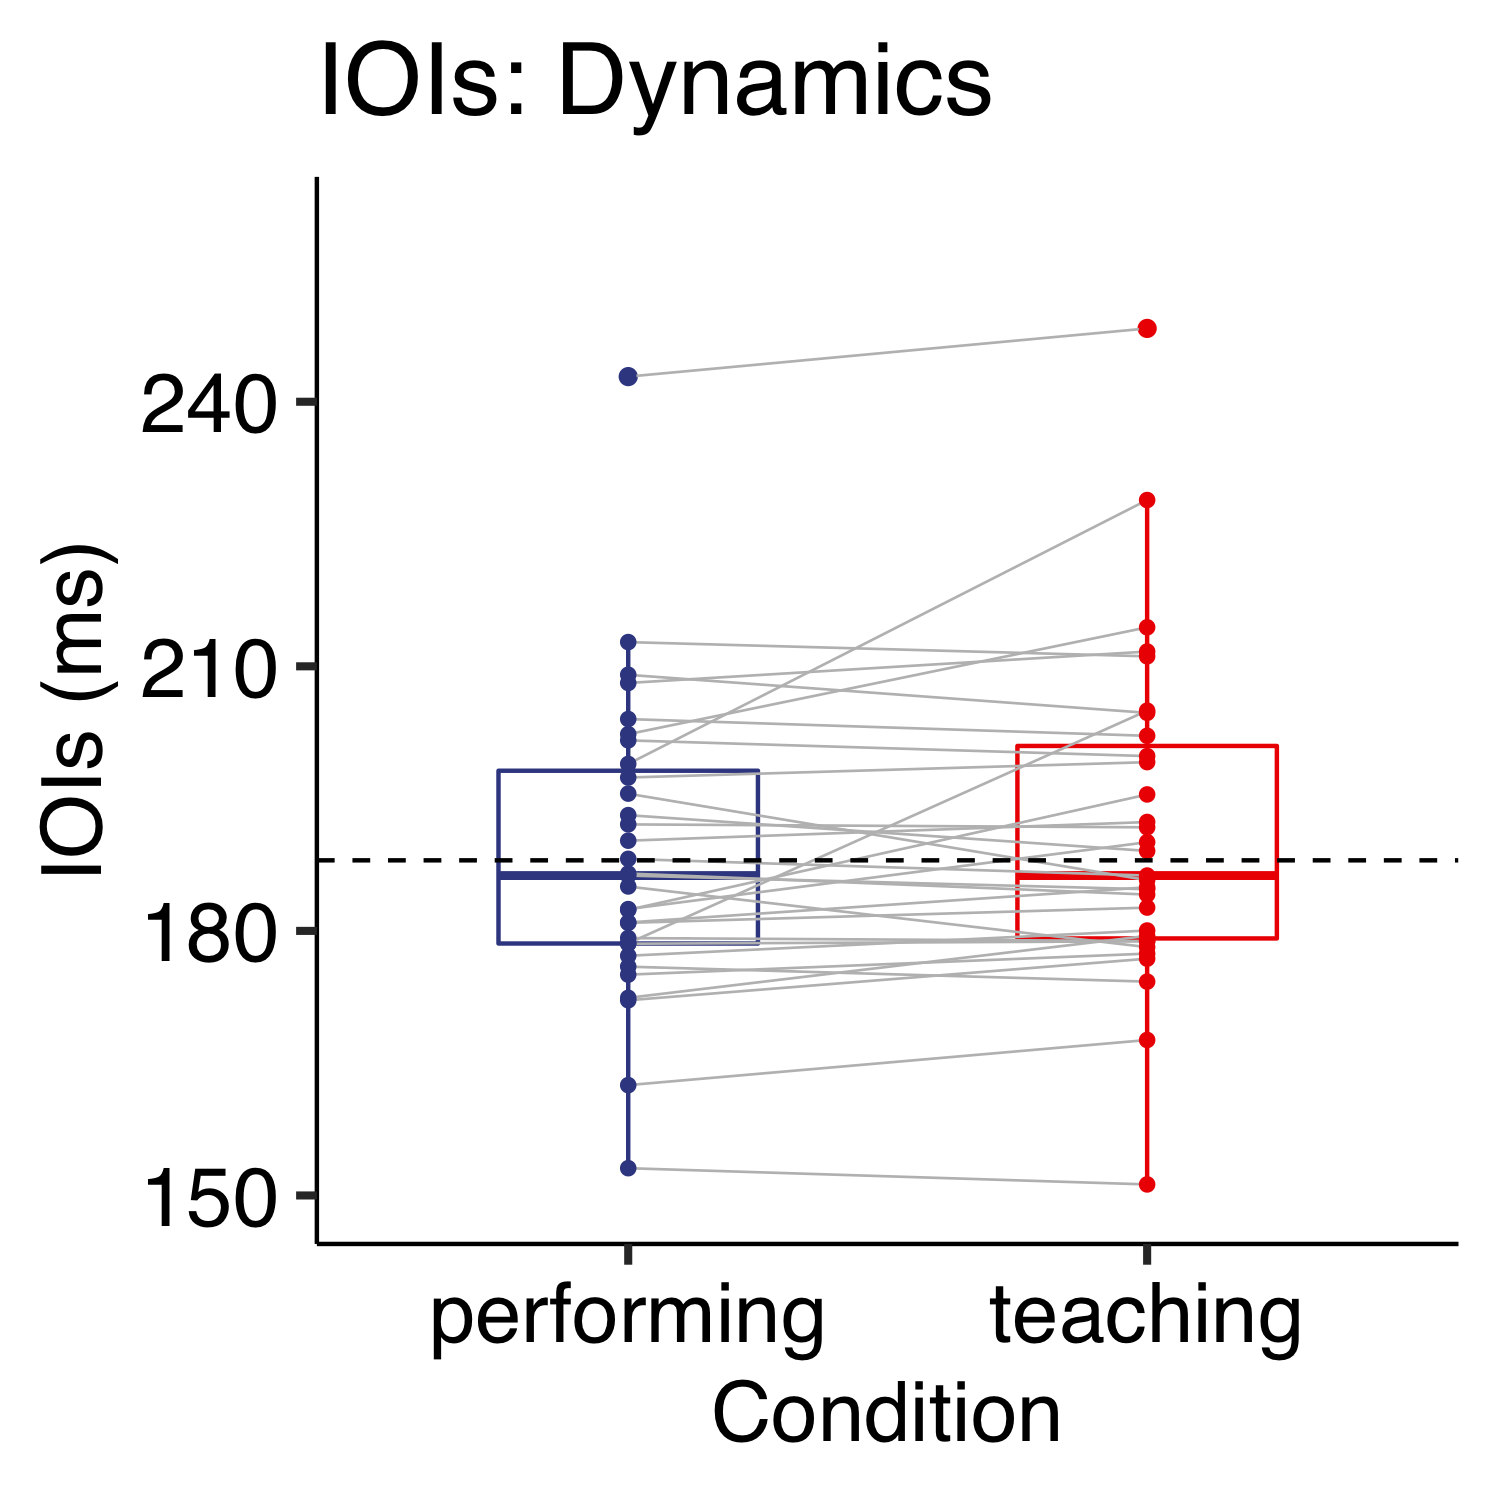 IOIs: Dynamics
IOIs (ms)
240
210
180
150
performing teaching
Condition